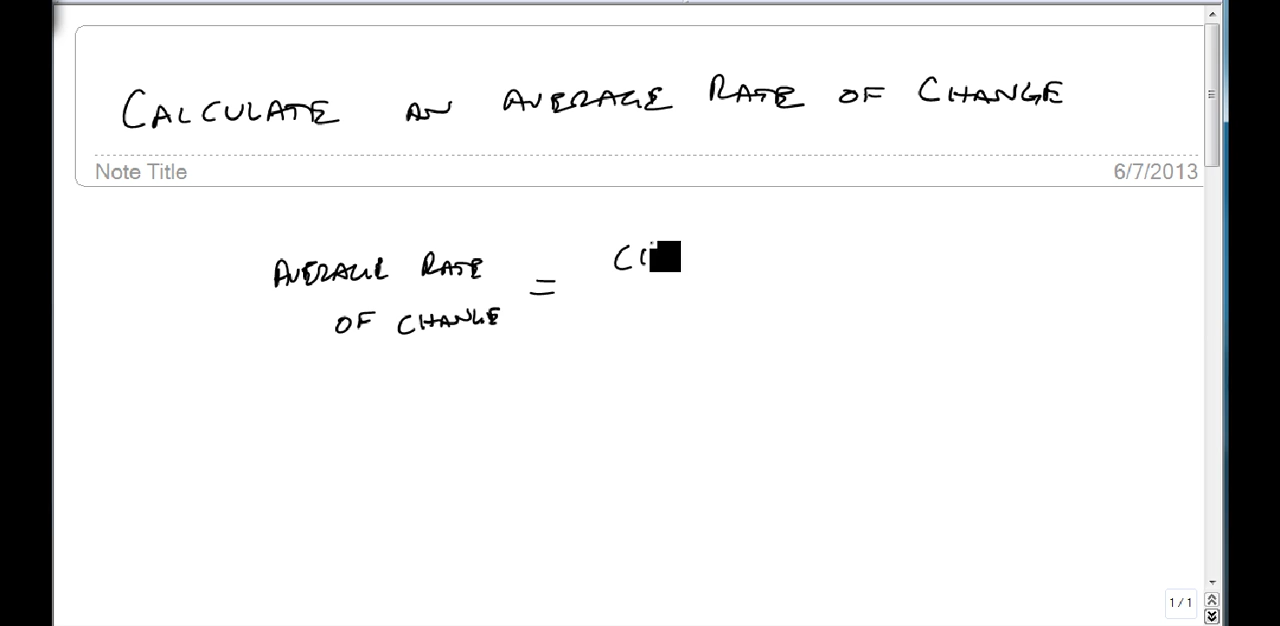 CALCULATE AN AVERAGE RATE OF CHANGE
Note Title
6/7/2013
AVERAGE RATE
OF CHANGE =
1 / 1